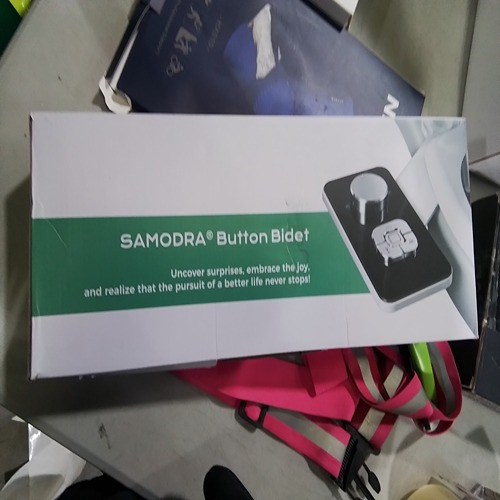 SAMODRA® Button Bidet
Uncover surprises, embrace the joy,
and realize that the pursuit of a better life never stops!